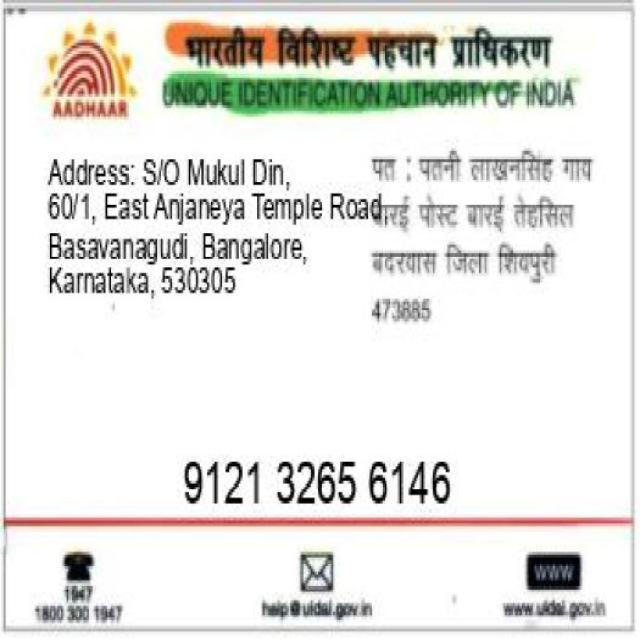 भारतीय विशिष्ट पहचान प्राधिकरण
AADHAAR
UNIQUE IDENTIFICATION AUTHORITY OF INDIA
Address: S/O Mukul Din,
60/1, East Anjaneya Temple Road,
Basavanagudi, Bangalore,
Karnataka, 530305
पत : पतनी लाखनसिंह गाव
बारई पोस्ट बारई तेहसिल
बदरवास जिला शिवपुरी
473885
9121 3265 6146
1947
1800 300 1947
help@uidai.gov.in
WWW
www.uidai.gov.in